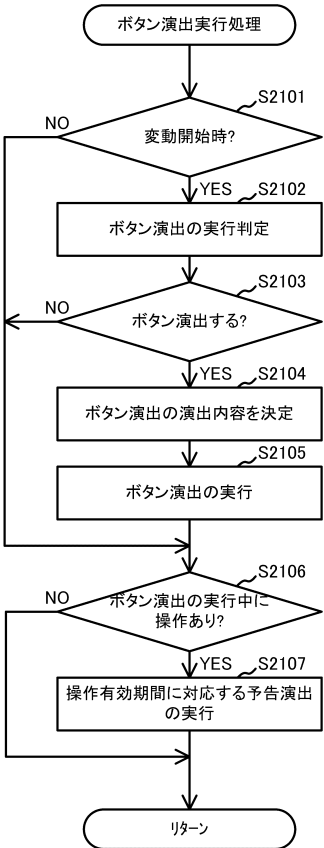 ボタン演出実行処理
S2101
NO
変動開始時?
YES
S2102
ボタン演出の実行判定
S2103
NO
ボタン演出する?
YES
S2104
ボタン演出の演出内容を決定
S2105
ボタン演出の実行
S2106
NO
ボタン演出の実行中に
操作あり?
YES
S2107
操作有効期間に対応する予告演出
の実行
リターン